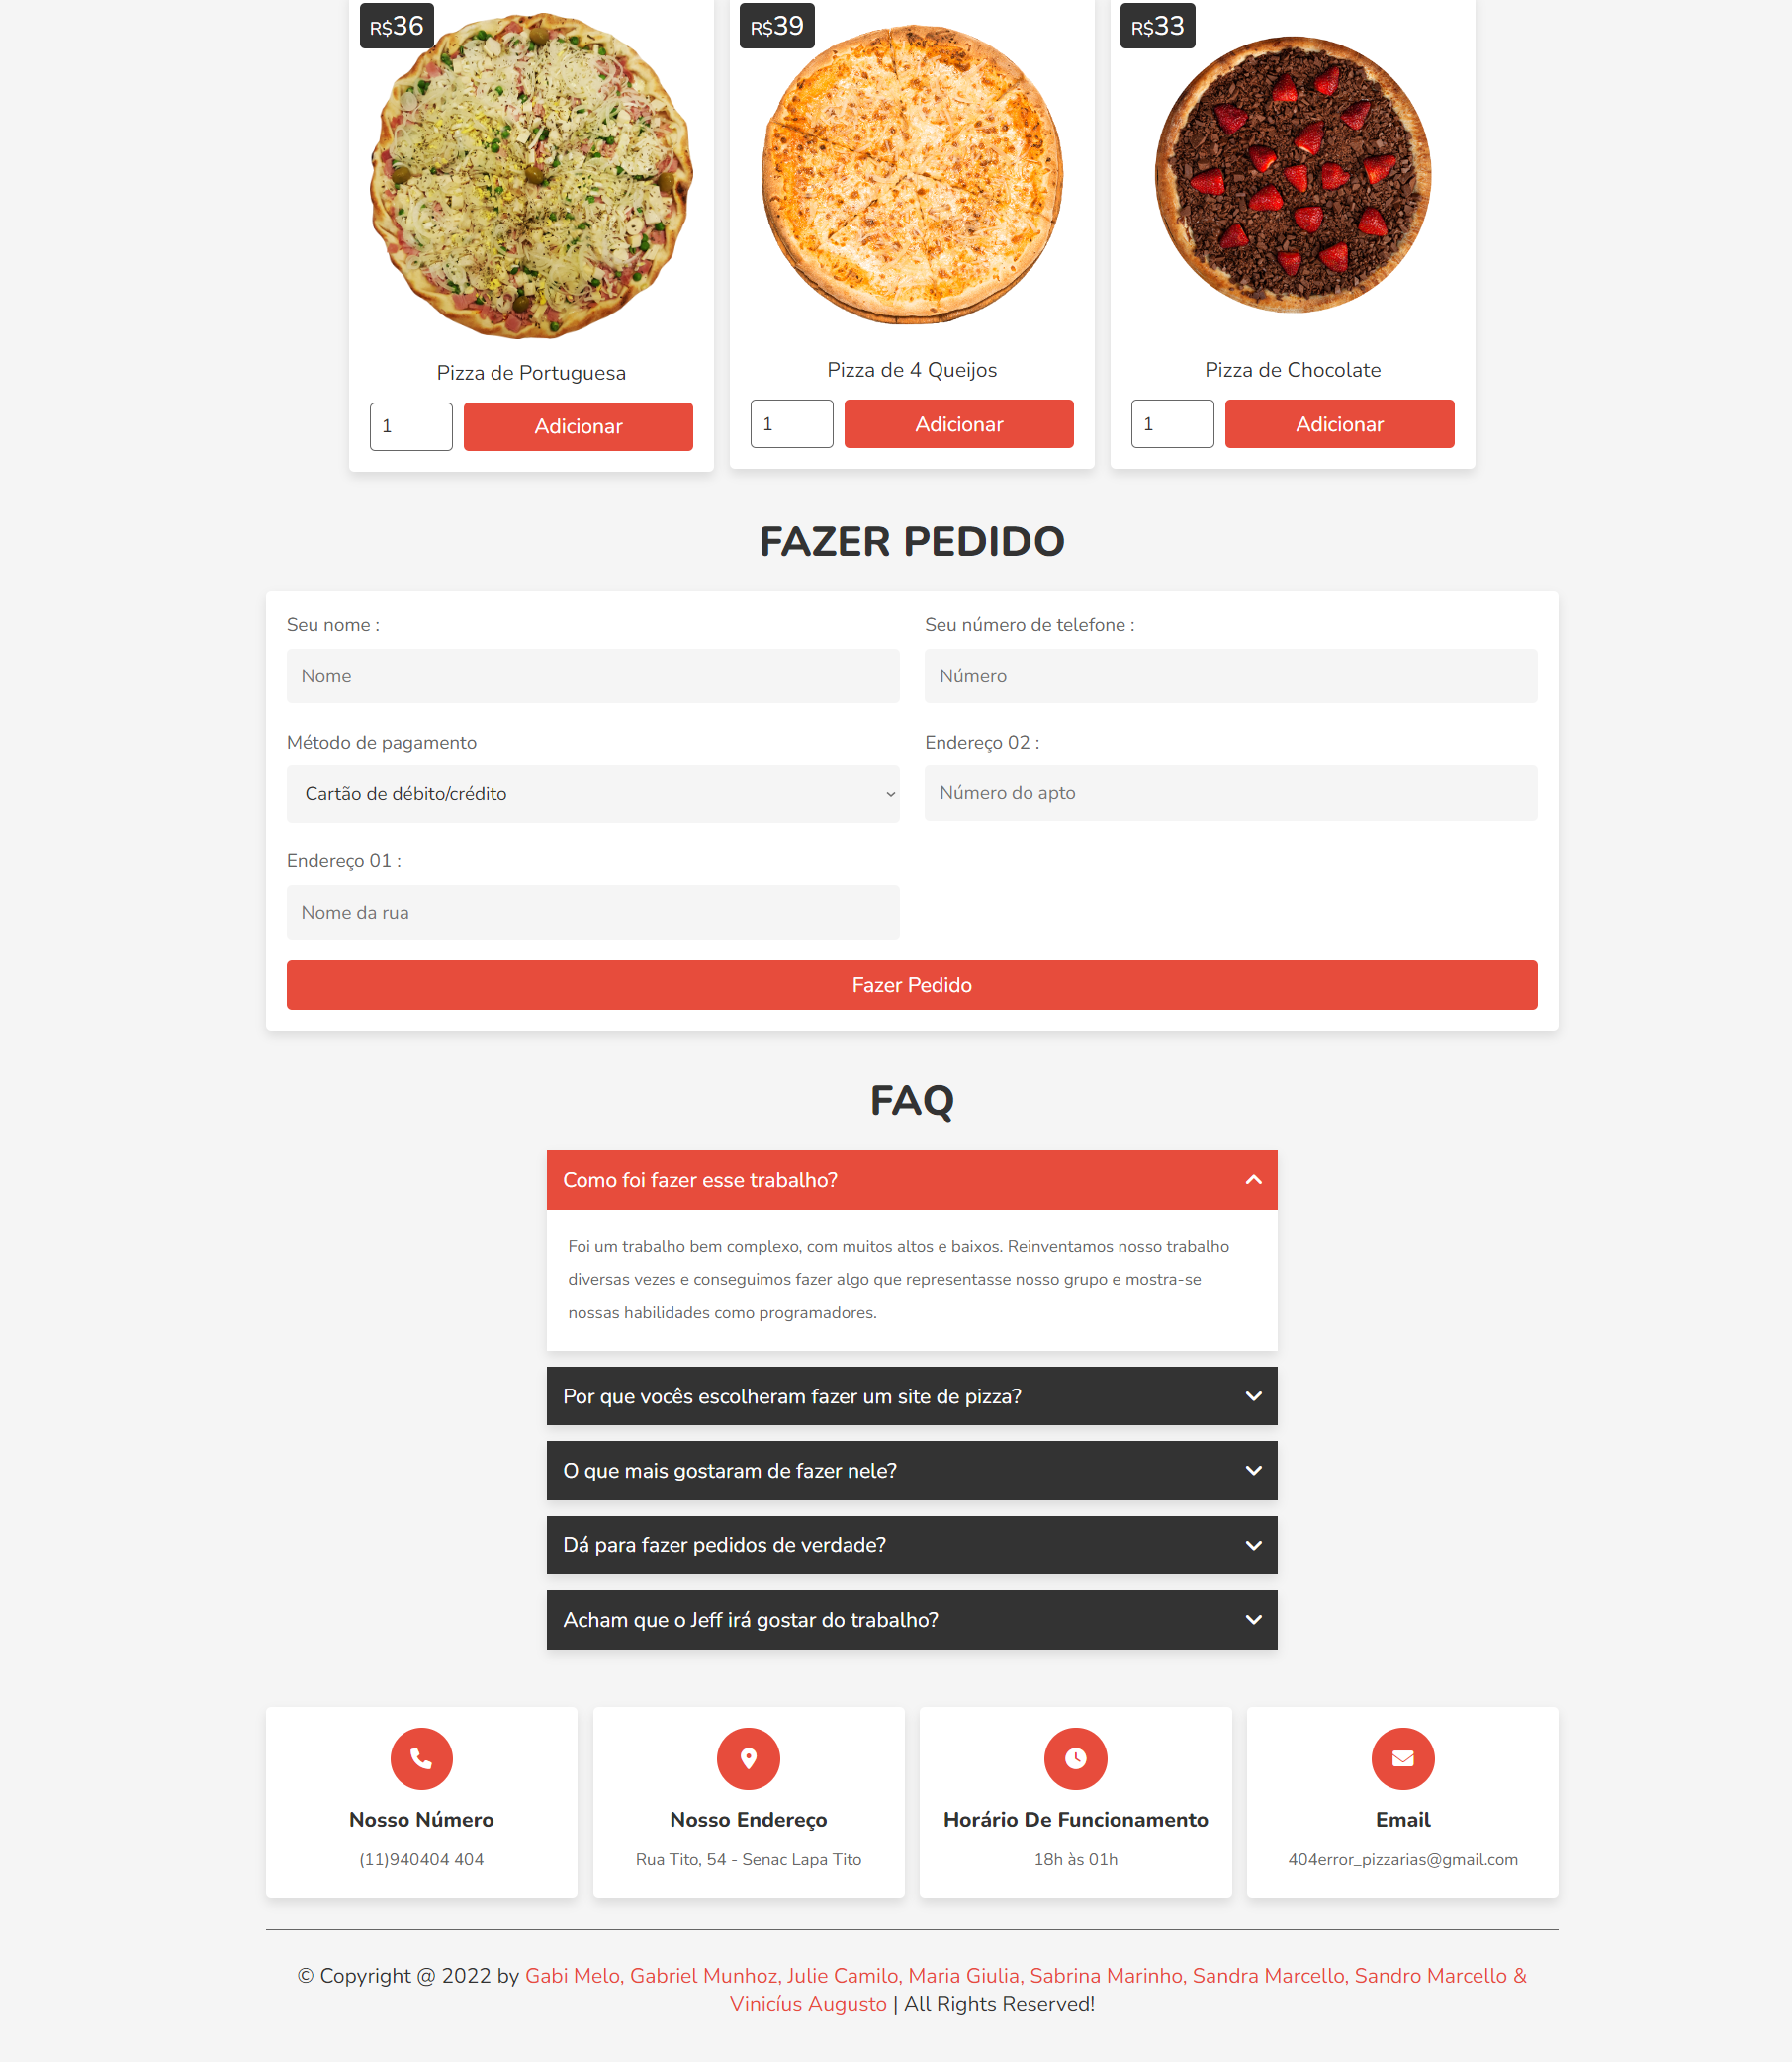 R$36
R$39
R$33
Pizza de Portuguesa
Pizza de 4 Queijos
Pizza de Chocolate
1
Adicionar
1
Adicionar
1
Adicionar
FAZER PEDIDO
Seu nome :
Seu número de telefone :
Nome
Número
Método de pagamento
Endereço 02 :
Cartão de débito/crédito
Número do apto
Endereço 01 :
Nome da rua
Fazer Pedido
FAQ
Como foi fazer esse trabalho?
Foi um trabalho bem complexo, com muitos altos e baixos. Reinventamos nosso trabalho
diversas vezes e conseguimos fazer algo que representasse nosso grupo e mostra-se
nossas habilidades como programadores.
Por que vocês escolheram fazer um site de pizza?
O que mais gostaram de fazer nele?
Dá para fazer pedidos de verdade?
Acham que o Jeff irá gostar do trabalho?
Nosso Número
(11)940404 404
Nosso Endereço
Rua Tito, 54 - Senac Lapa Tito
Horário De Funcionamento
18h às 01h
Email
404error_pizzarias@gmail.com
© Copyright @ 2022 by Gabi Melo, Gabriel Munhoz, Julie Camilo, Maria Giulia, Sabrina Marinho, Sandra Marcello, Sandro Marcello &
Vinicíus Augusto | All Rights Reserved!